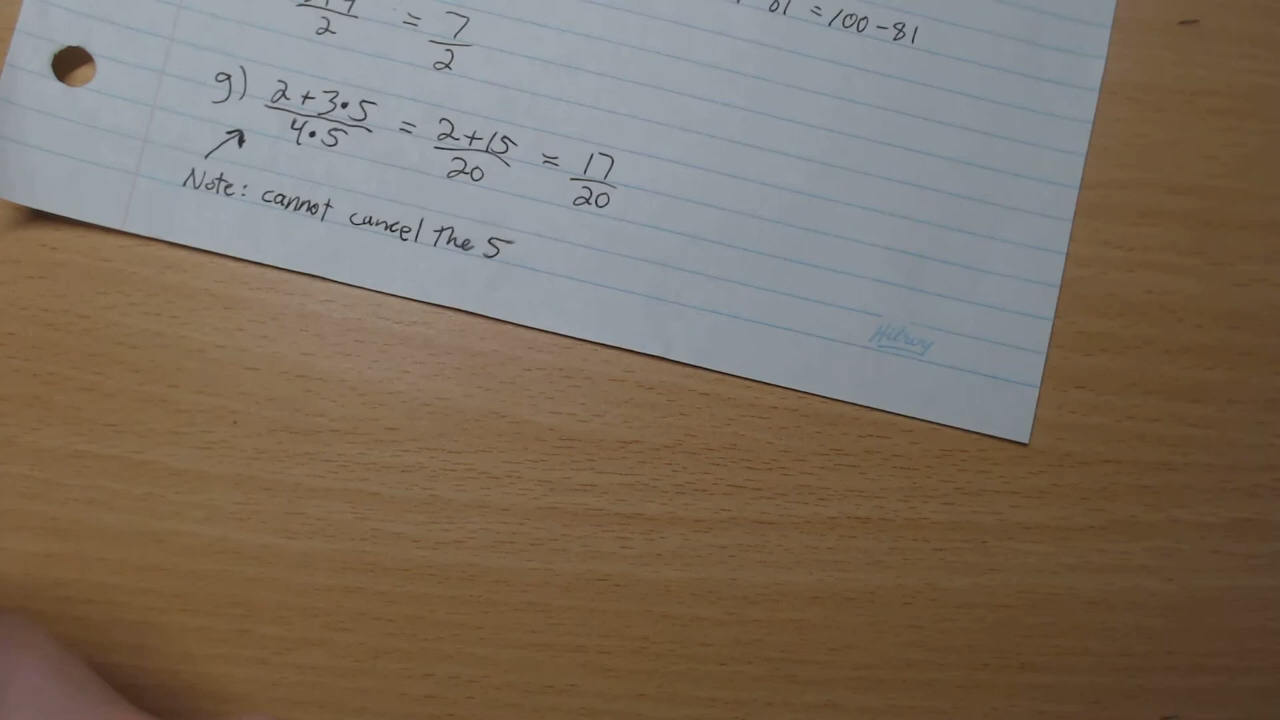 = 100 - 81
2 = 7/2
g) (2 + 3•5)/(4•5) = (2 + 15)/20 = 17/20
Note: cannot cancel the 5
Hilroy